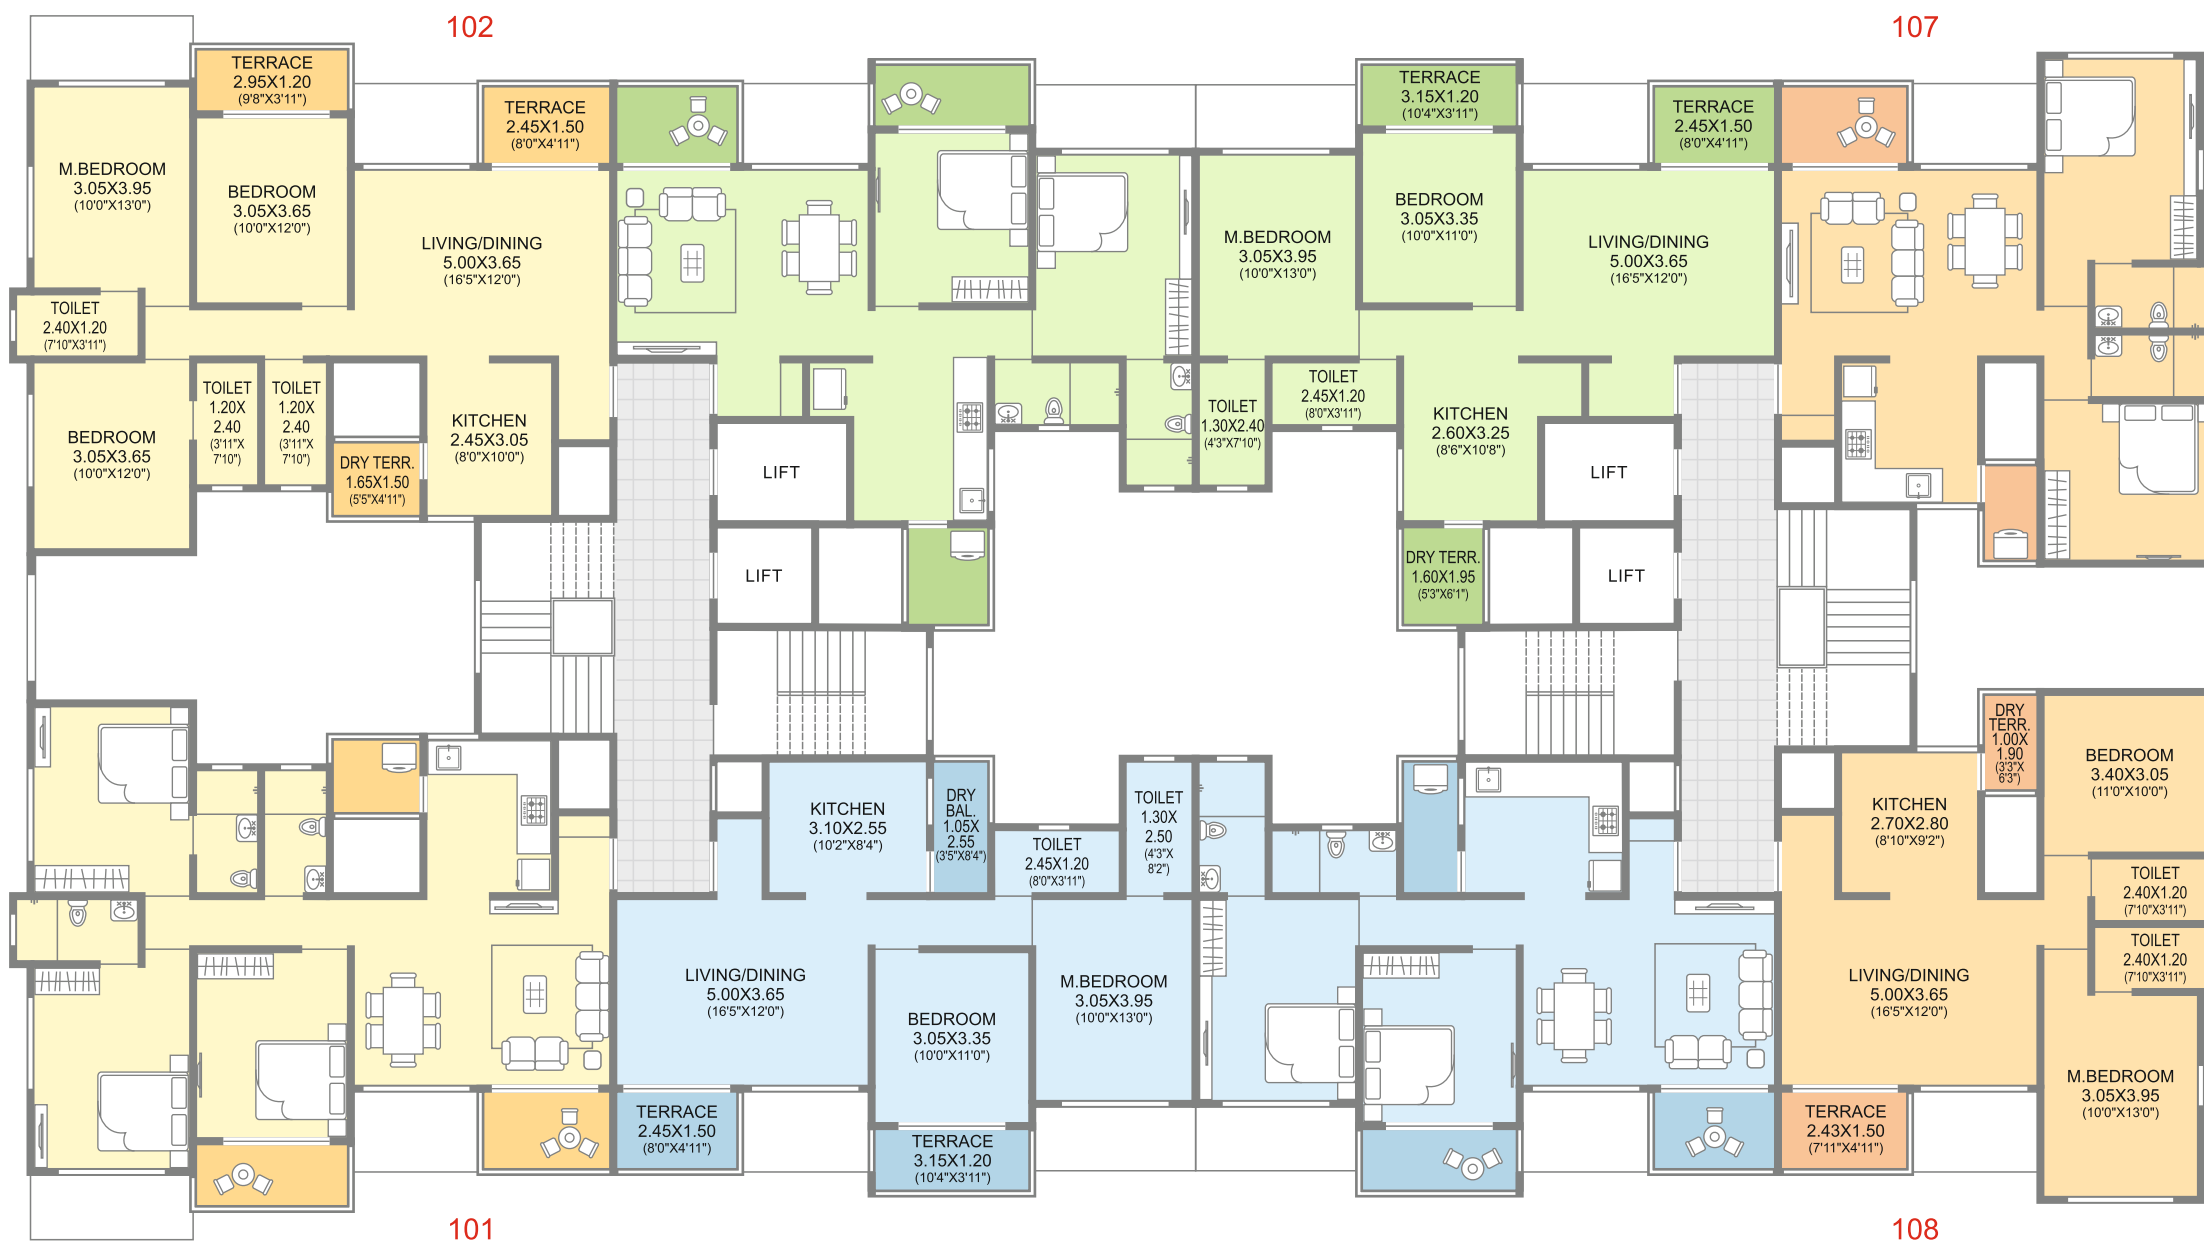 102
107
TERRACE
2.95X1.20
(9'8"X3'11")
TERRACE
2.45X1.50
(8'0"X4'11")
TERRACE
3.15X1.20
(10'4"X3'11")
TERRACE
2.45X1.50
(8'0"X4'11")
M.BEDROOM
3.05X3.95
(10'0"X13'0")
BEDROOM
3.05X3.65
(10'0"X12'0")
LIVING/DINING
5.00X3.65
(16'5"X12'0")
M.BEDROOM
3.05X3.95
(10'0"X13'0")
BEDROOM
3.05X3.35
(10'0"X11'0")
LIVING/DINING
5.00X3.65
(16'5"X12'0")
TOILET
2.40X1.20
(7'10"X3'11")
BEDROOM
3.05X3.65
(10'0"X12'0")
TOILET
1.20X
2.40
(3'11"X
7'10")
TOILET
1.20X
2.40
(3'11"X
7'10")
DRY TERR.
1.65X1.50
(5'5"X4'11")
KITCHEN
2.45X3.05
(8'0"X10'0")
LIFT
LIFT
TOILET
1.30X2.40
(4'3"X7'10")
TOILET
2.45X1.20
(8'0"X3'11")
KITCHEN
2.60X3.25
(8'6"X10'8")
LIFT
DRY TERR.
1.60X1.95
(5'3"X6'1")
LIFT
KITCHEN
3.10X2.55
(10'2"X8'4")
DRY
BAL.
1.05X
2.55
(3'5"X8'4")
TOILET
2.45X1.20
(8'0"X3'11")
TOILET
1.30X
2.50
(4'3"X
8'2")
DRY
TERR.
1.00X
1.90
(3'3"X
6'3")
BEDROOM
3.40X3.05
(11'0"X10'0")
KITCHEN
2.70X2.80
(8'10"X9'2")
TOILET
2.40X1.20
(7'10"X3'11")
TOILET
2.40X1.20
(7'10"X3'11")
LIVING/DINING
5.00X3.65
(16'5"X12'0")
BEDROOM
3.05X3.35
(10'0"X11'0")
M.BEDROOM
3.05X3.95
(10'0"X13'0")
LIVING/DINING
5.00X3.65
(16'5"X12'0")
M.BEDROOM
3.05X3.95
(10'0"X13'0")
TERRACE
2.45X1.50
(8'0"X4'11")
TERRACE
3.15X1.20
(10'4"X3'11")
TERRACE
2.43X1.50
(7'11"X4'11")
101
108